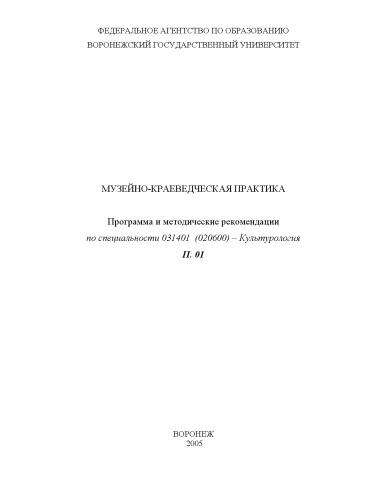 ФЕДЕРАЛЬНОЕ АГЕНТСТВО ПО ОБРАЗОВАНИЮ
ВОРОНЕЖСКИЙ ГОСУДАРСТВЕННЫЙ УНИВЕРСИТЕТ
МУЗЕЙНО-КРАЕВЕДЧЕСКАЯ ПРАКТИКА
Программа и методические рекомендации
по специальности 031401 (020600) – Культурология
П. 01
ВОРОНЕЖ
2005